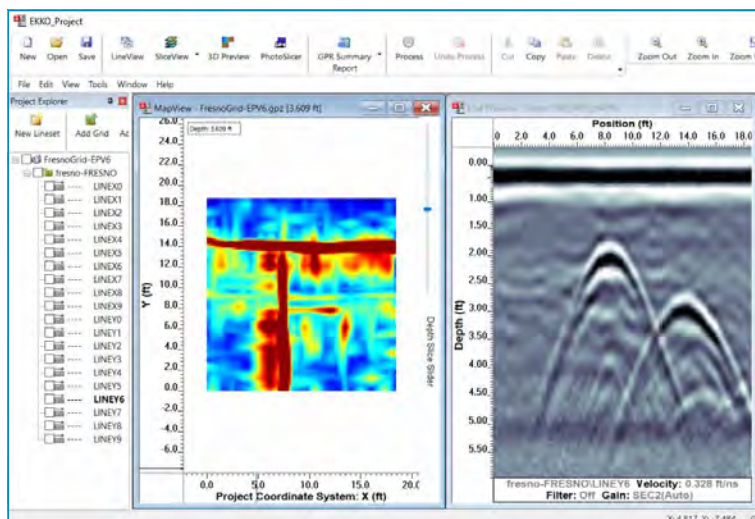 EKKO_Project
New Open Save LineView SliceView 3D Preview PhotoSlicer GPR Summary Report Process Undo Process Cut Copy Paste Delete Zoom Out Zoom In Zoom
File Edit View Tools Window Help
Project Explorer
New Lineset Add Grid
FresnoGrid-EPV6
fresno-FRESNO
LINEX0
LINEX1
LINEX2
LINEX3
LINEX4
LINEX5
LINEX6
LINEX7
LINEX8
LINEX9
LINEY0
LINEY1
LINEY2
LINEY3
LINEY4
LINEY5
LINEY6
LINEY7
LINEY8
LINEY9
MapView - FresnoGrid-EPV6.gpz [3.609 ft]
Depth: 3.609 ft
26.0
24.0
22.0
20.0
18.0
16.0
14.0
12.0
10.0
8.0
6.0
4.0
2.0
0.0
-2.0
-4.0
-6.0
Y (ft)
0.0 5.0 10.0 15.0 20.0
Project Coordinate System: X (ft)
Depth Slice Slider
Position (ft)
0.0 2.0 4.0 6.0 8.0 10.0 12.0 14.0 16.0 18.0
0.00
1.00
1.50
2.00
2.50
3.00
3.50
4.00
4.50
5.00
5.50
Depth (ft)
fresno-FRESNO\LINEY6 Velocity: 0.328 ft/ns
Filter: Off Gain: SEC2(Auto)